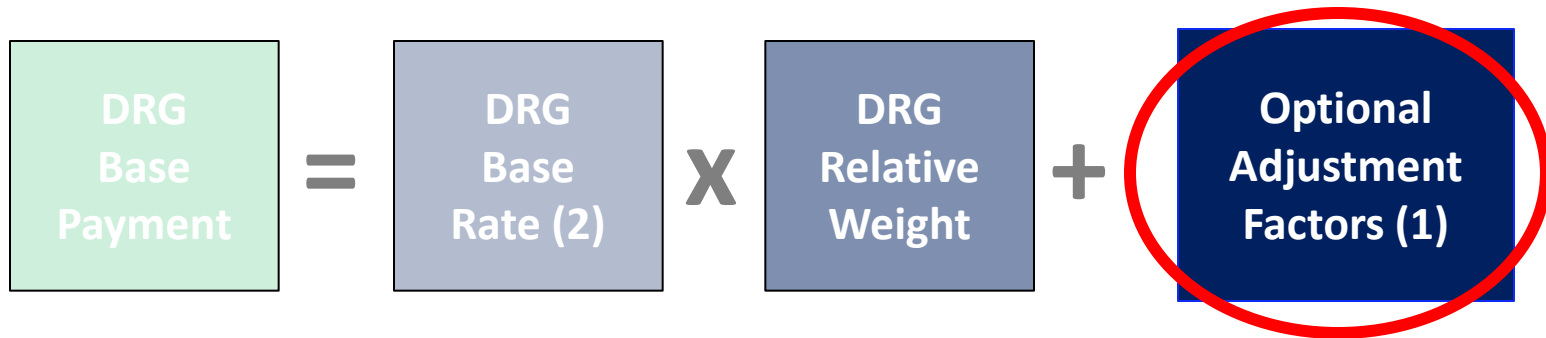 DRG
Base
Payment
=
DRG
Base
Rate (2)
x
DRG
Relative
Weight
+
Optional
Adjustment
Factors (1)